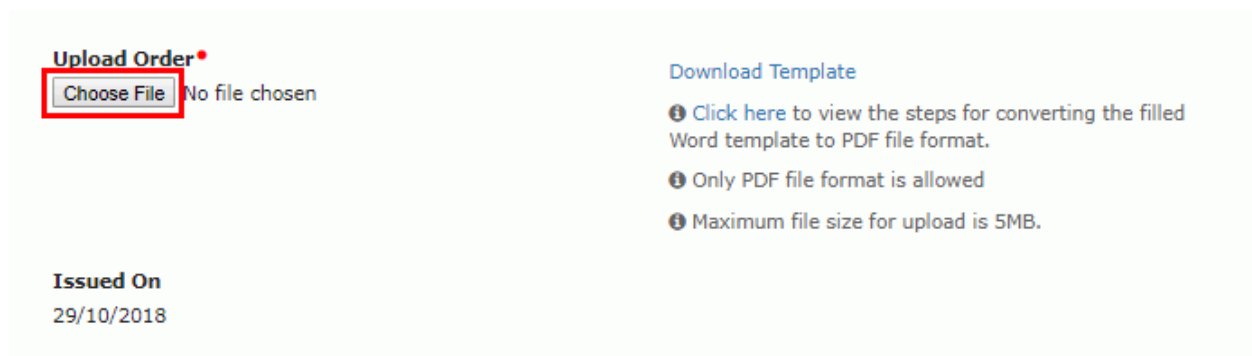 Upload Order•
Choose File No file chosen
Download Template
Click here to view the steps for converting the filled
Word template to PDF file format.
Only PDF file format is allowed
Maximum file size for upload is 5MB.
Issued On
29/10/2018